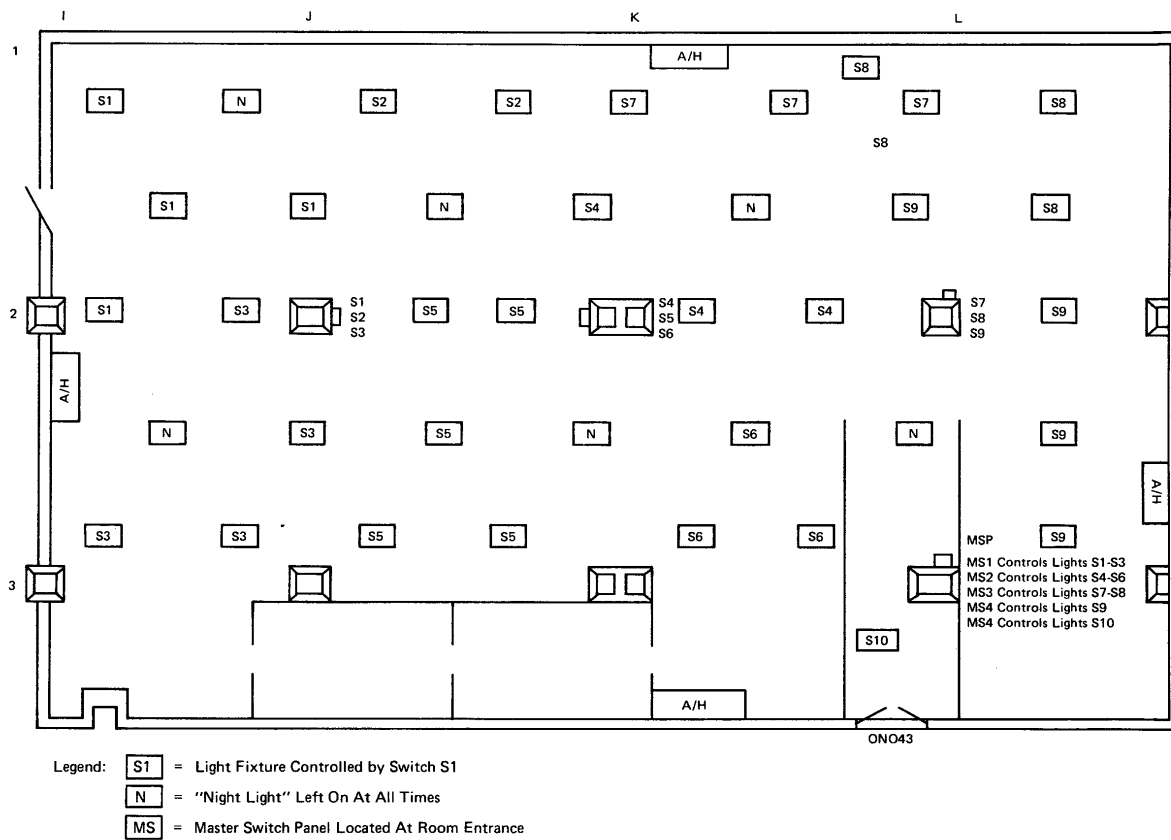 I J K L
1
A/H
S8
S1 N S2 S2 S7 S7 S7 S8
S8
S1 S1 N S4 N S9 S8
2
S1 S3 S1 S5 S5 S4 S4 S4 S7 S9
S2 S5 S8
S3 S6 S9
A/H
N S3 S5 N S6 N S9
A/H
S3 S3 S5 S5 S6 S6 MSP S9
3
MS1 Controls Lights S1-S3
MS2 Controls Lights S4-S6
MS3 Controls Lights S7-S8
MS4 Controls Lights S9
MS4 Controls Lights S10
S10
A/H
ONO43
Legend: S1 = Light Fixture Controlled by Switch S1
N = "Night Light" Left On At All Times
MS = Master Switch Panel Located At Room Entrance